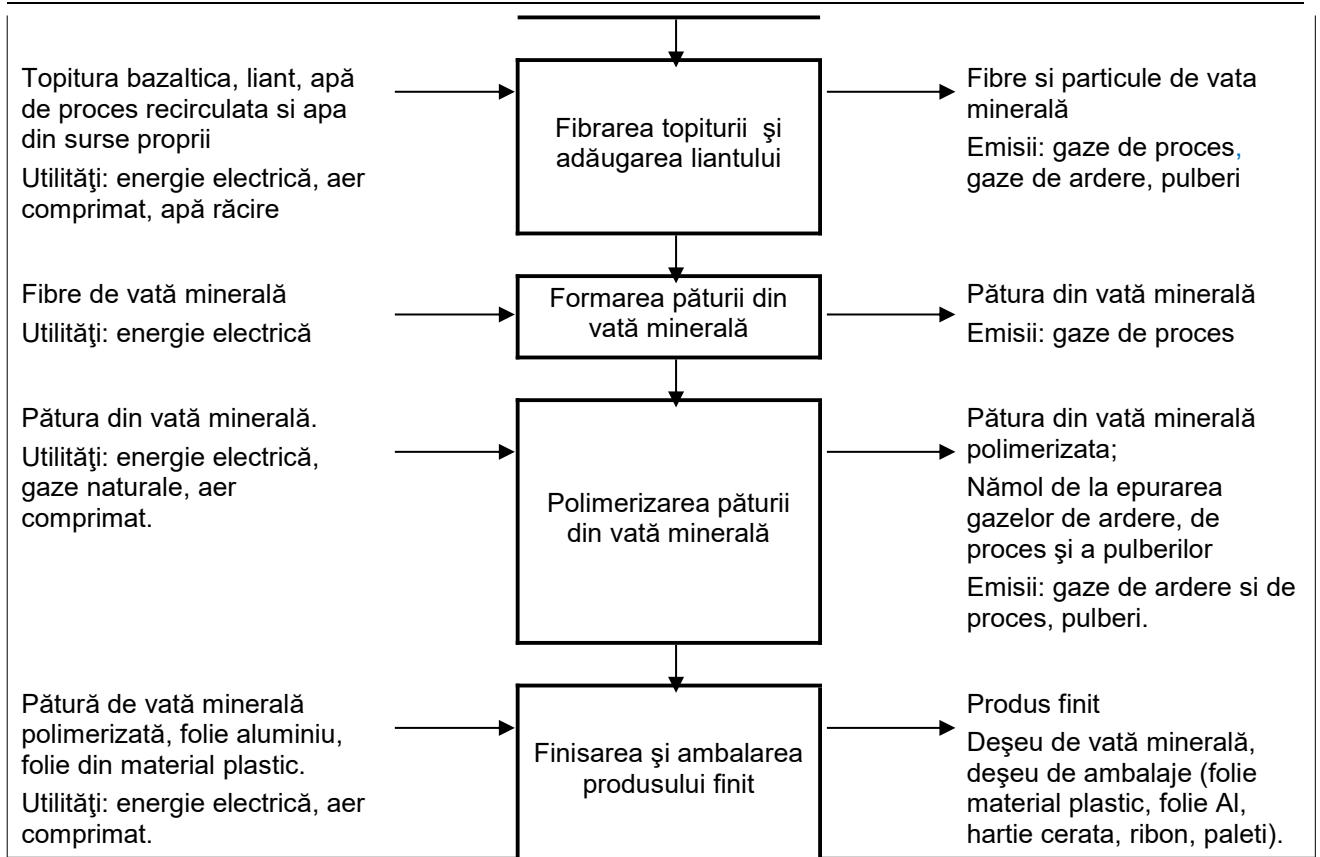 Topitura bazaltica, liant, apă
de proces recirculata si apa
din surse proprii
Utilităţi: energie electrică, aer
comprimat, apă răcire
Fibrarea topiturii şi
adăugarea liantului
Fibre si particule de vata
minerală
Emisii: gaze de proces,
gaze de ardere, pulberi
Fibre de vată minerală
Utilităţi: energie electrică
Formarea păturii din
vată minerală
Pătura din vată minerală
Emisii: gaze de proces
Pătura din vată minerală.
Utilităţi: energie electrică,
gaze naturale, aer
comprimat.
Polimerizarea păturii
din vată minerală
Pătura din vată minerală
polimerizata;
Nămol de la epurarea
gazelor de ardere, de
proces şi a pulberilor
Emisii: gaze de ardere si de
proces, pulberi.
Pătură de vată minerală
polimerizată, folie aluminiu,
folie din material plastic.
Utilităţi: energie electrică, aer
comprimat.
Finisarea şi ambalarea
produsului finit
Produs finit
Deşeu de vată minerală,
deşeu de ambalaje (folie
material plastic, folie Al,
hartie cerata, ribon, paleti).